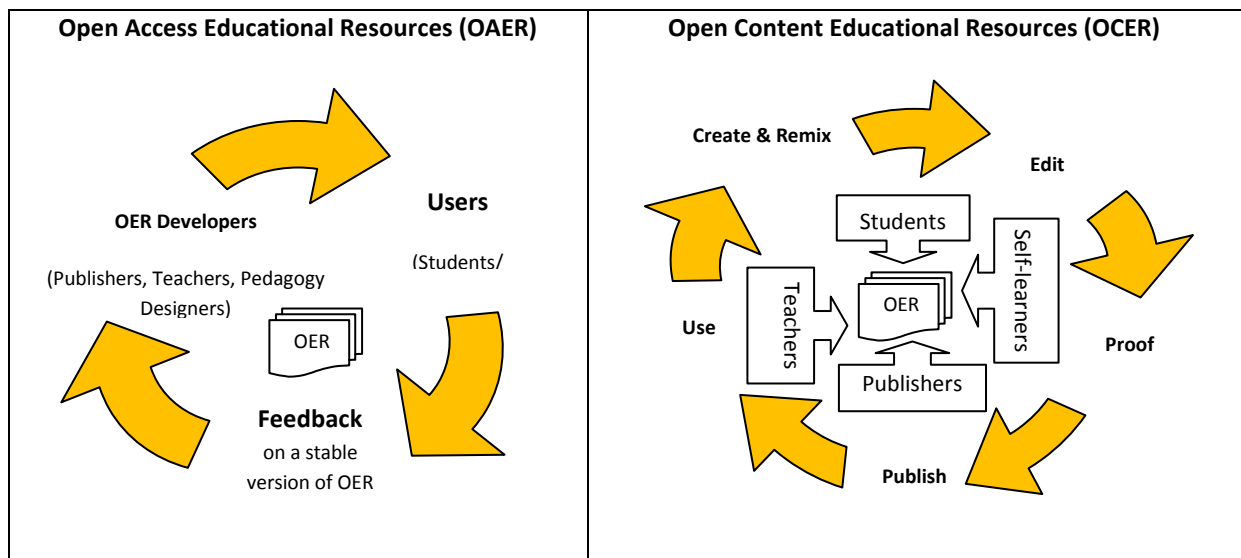 Open Access Educational Resources (OAER)
OER Developers
(Publishers, Teachers, Pedagogy
Designers)
Users
(Students/
OER
Feedback
on a stable
version of OER
Open Content Educational Resources (OCER)
Create & Remix
Edit
Students
Self-learners
Teachers
OER
Use
Proof
Publishers
Publish